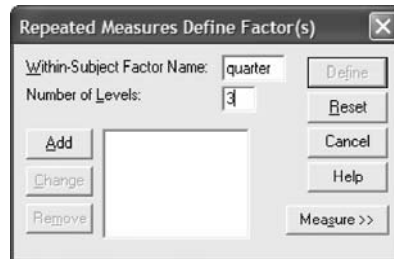 Repeated Measures Define Factor(s)
Within-Subject Factor Name: quarter
Define
Number of Levels: 3
Reset
Add
Cancel
Change
Help
Remove
Measure >>